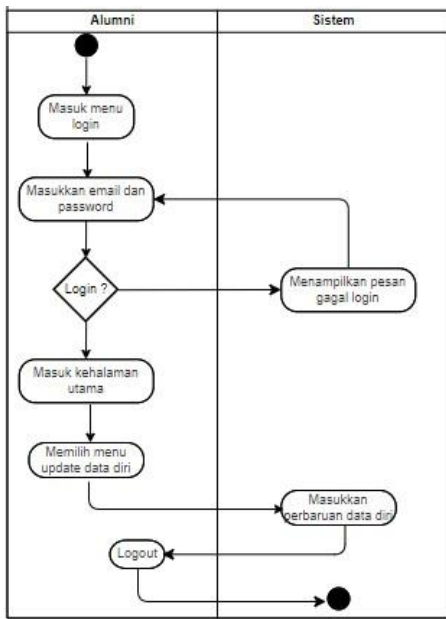 Alumni
Sistem
Masuk menu
login
Masukkan email dan
password
Login ?
Menampilkan pesan
gagal login
Masuk kehalaman
utama
Memilih menu
update data diri
Masukkan
perbaruan data diri
Logout